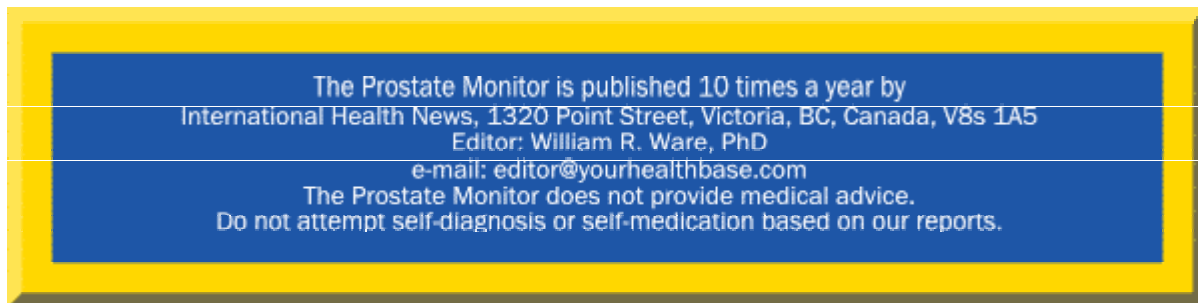 The Prostate Monitor is published 10 times a year by
International Health News, 1320 Point Street, Victoria, BC, Canada, V8s 1A5
Editor: William R. Ware, PhD
e-mail: editor@yourhealthbase.com
The Prostate Monitor does not provide medical advice.
Do not attempt self-diagnosis or self-medication based on our reports.